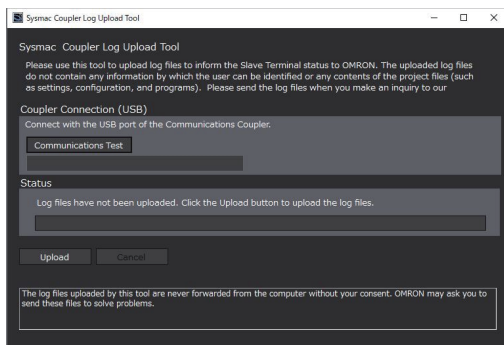 Sysmac Coupler Log Upload Tool
Sysmac Coupler Log Upload Tool
Please use this tool to upload log files to inform the Slave Terminal status to OMRON. The uploaded log files
do not contain any information by which the user can be identified or any contents of the project files (such
as settings, configuration, and programs). Please send the log files when you make an inquiry to our
Coupler Connection (USB)
Connect with the USB port of the Communications Coupler.
Communications Test
Status
Log files have not been uploaded. Click the Upload button to upload the log files.
Upload Cancel
The log files uploaded by this tool are never forwarded from the computer without your consent. OMRON may ask you to
send these files to solve problems.